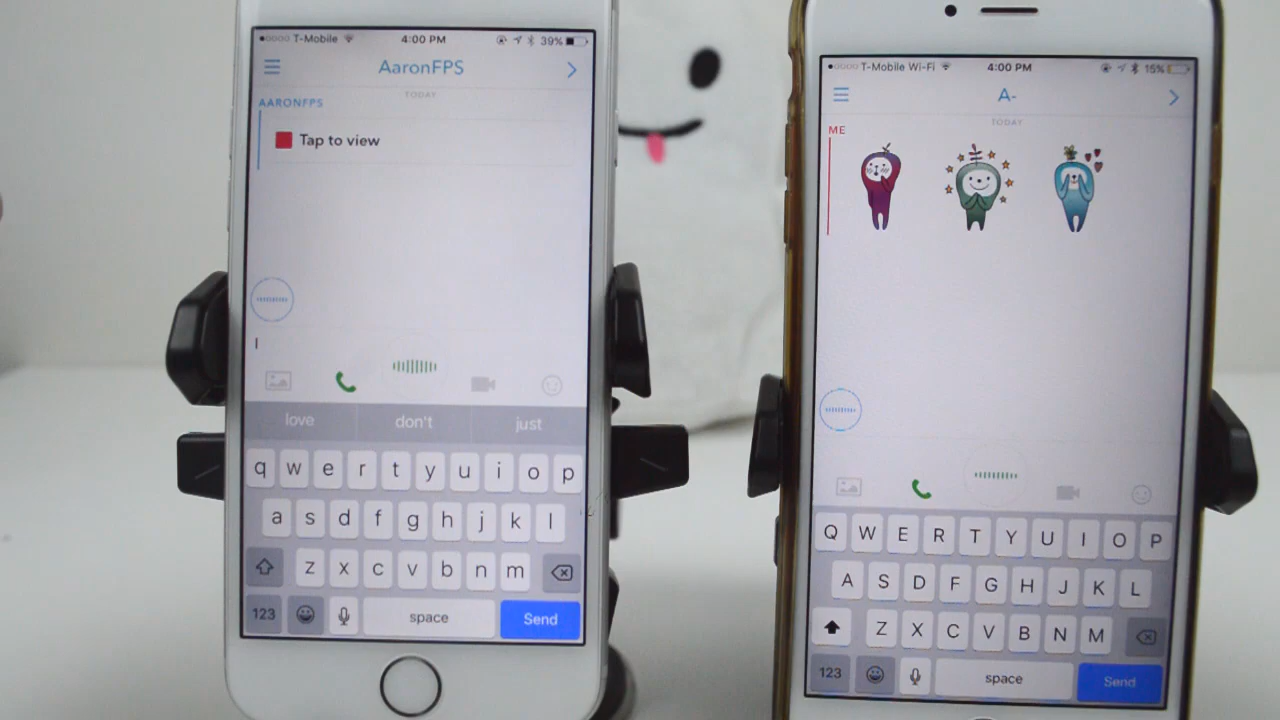 T-Mobile 4:00 PM 39%
AaronFPS
TODAY
AARONFPS
Tap to view
love don't just
q w e r t y u i o p
a s d f g h j k l
z x c v b n m
123 space Send
T-Mobile Wi-Fi 4:00 PM 15%
A-
TODAY
ME
Q W E R T Y U I O P
A S D F G H J K L
Z X C V B N M
123 space Send